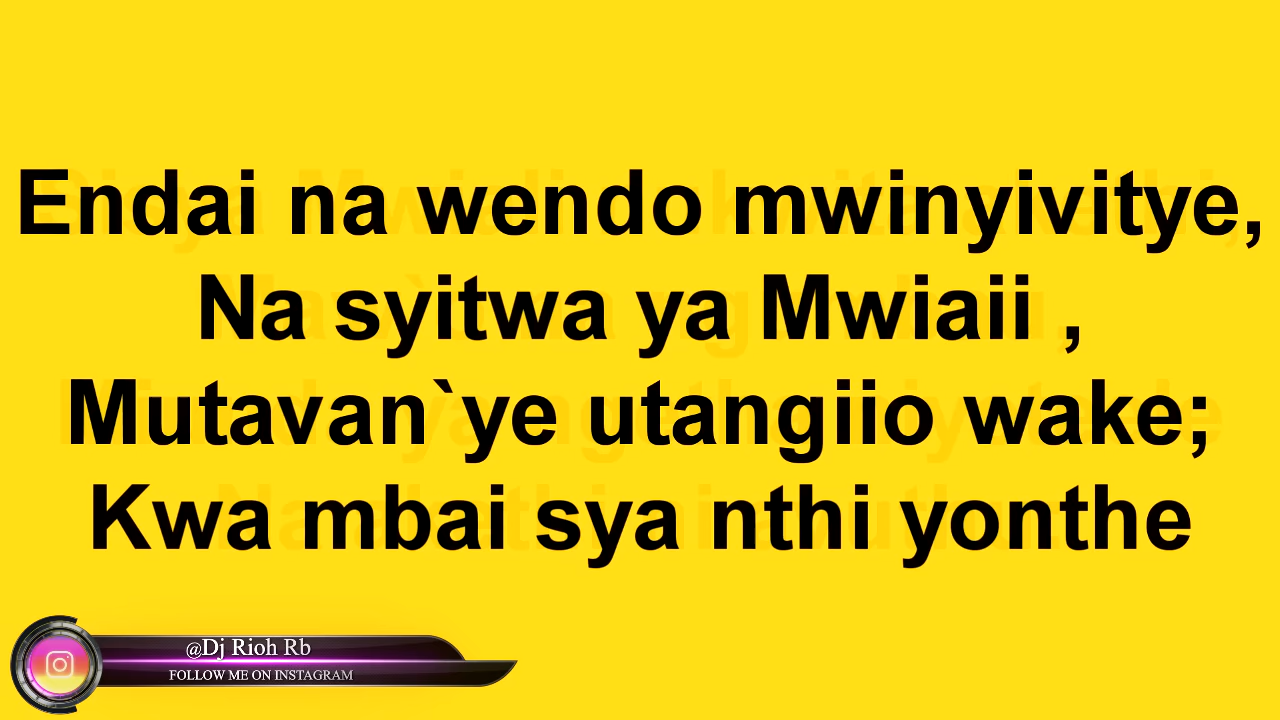 Endai na wendo mwinyivitye,
Na syitwa ya Mwiaii ,
Mutavan`ye utangiio wake;
Kwa mbai sya nthi yonthe
@Dj Rioh Rb
FOLLOW ME ON INSTAGRAM